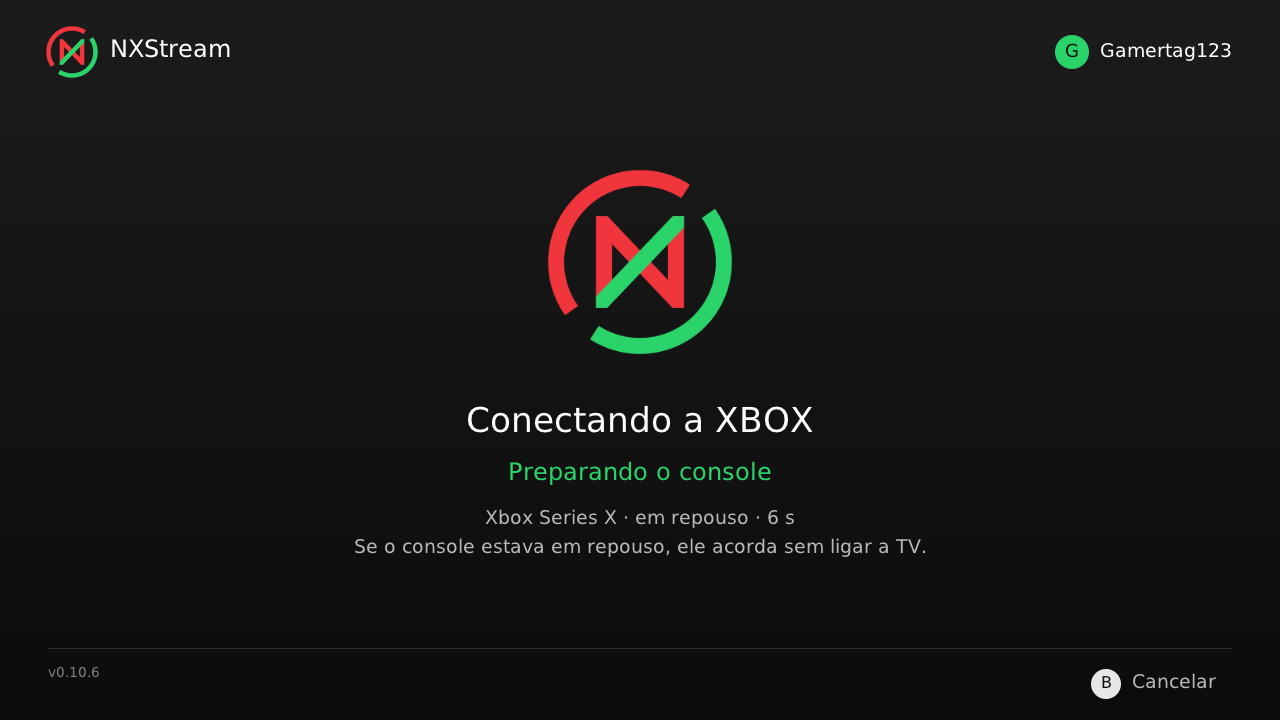 NXStream
G Gamertag123
Conectando a XBOX
Preparando o console
Xbox Series X · em repouso · 6 s
Se o console estava em repouso, ele acorda sem ligar a TV.
v0.10.6
B Cancelar